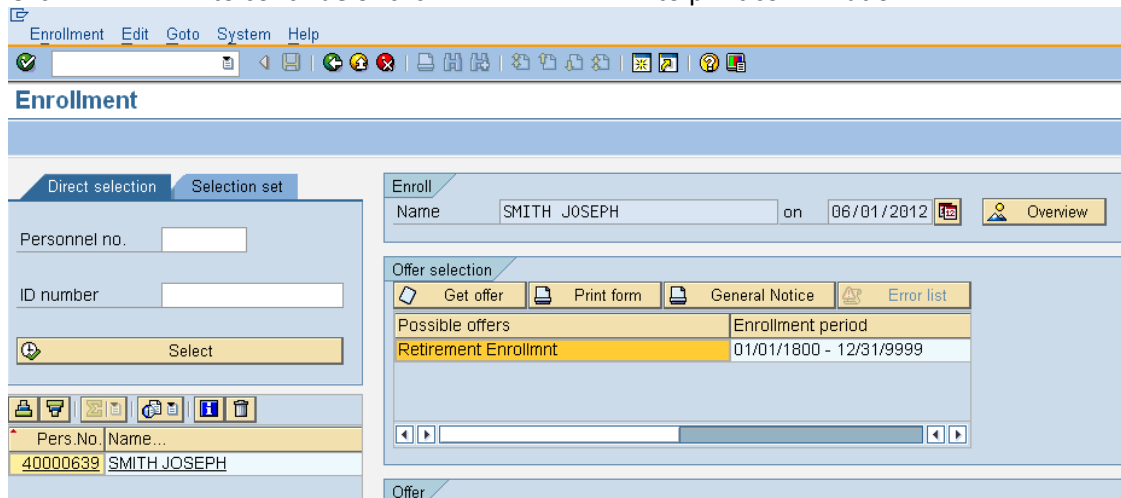 Enrollment Edit Goto System Help
Enrollment
Direct selection Selection set
Personnel no.
ID number
Select
Pers.No. Name...
40000639 SMITH JOSEPH
Enroll
Name SMITH JOSEPH on 06/01/2012 Overview
Offer selection
Get offer Print form General Notice Error list
Possible offers Enrollment period
Retirement Enrollmnt 01/01/1800 - 12/31/9999
Offer